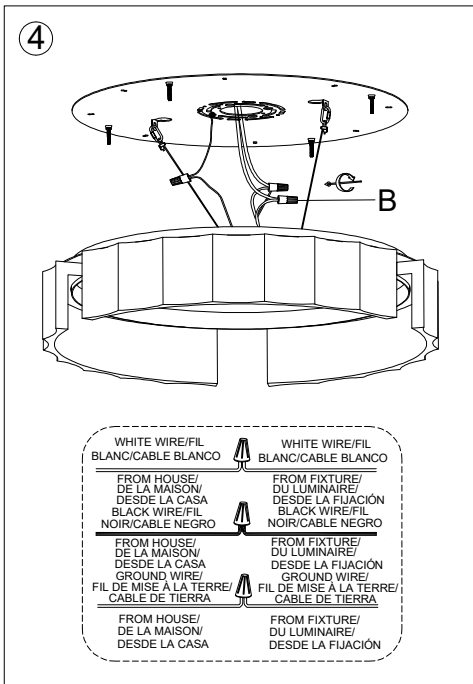 4
B
WHITE WIRE/FIL
BLANC/CABLE BLANCO
WHITE WIRE/FIL
BLANC/CABLE BLANCO
FROM HOUSE/
DE LA MAISON/
DESDE LA CASA
FROM FIXTURE/
DU LUMINAIRE/
DESDE LA FIJACIÓN
BLACK WIRE/FIL
NOIR/CABLE NEGRO
BLACK WIRE/FIL
NOIR/CABLE NEGRO
FROM HOUSE/
DE LA MAISON/
DESDE LA CASA
FROM FIXTURE/
DU LUMINAIRE/
DESDE LA FIJACIÓN
GROUND WIRE/
FIL DE MISE À LA TERRE/
CABLE DE TIERRA
GROUND WIRE/
FIL DE MISE À LA TERRE/
CABLE DE TIERRA
FROM HOUSE/
DE LA MAISON/
DESDE LA CASA
FROM FIXTURE/
DU LUMINAIRE/
DESDE LA FIJACIÓN